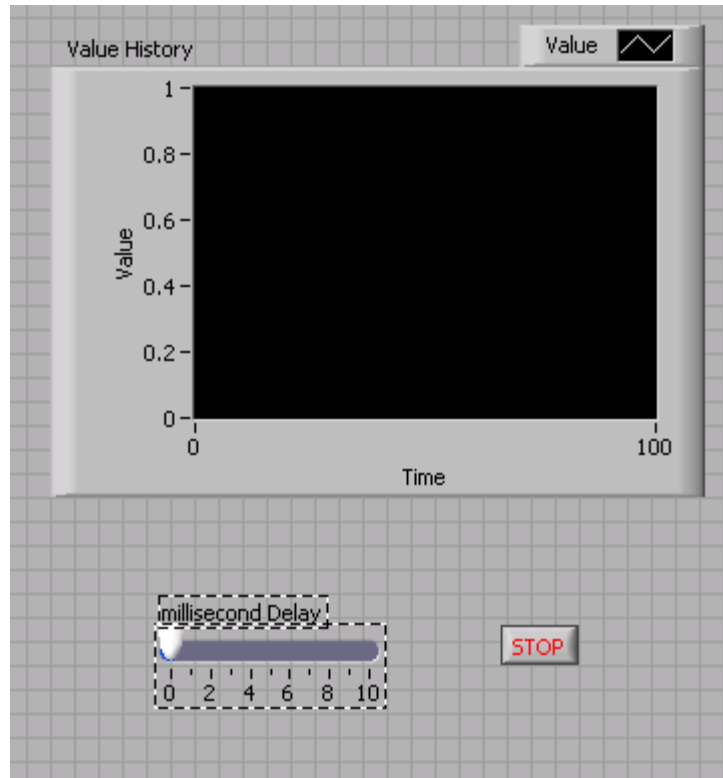 Value History
Value
1
0.8
0.6
0.4
0.2
0
Value
0
100
Time
millisecond Delay
0 2 4 6 8 10
STOP